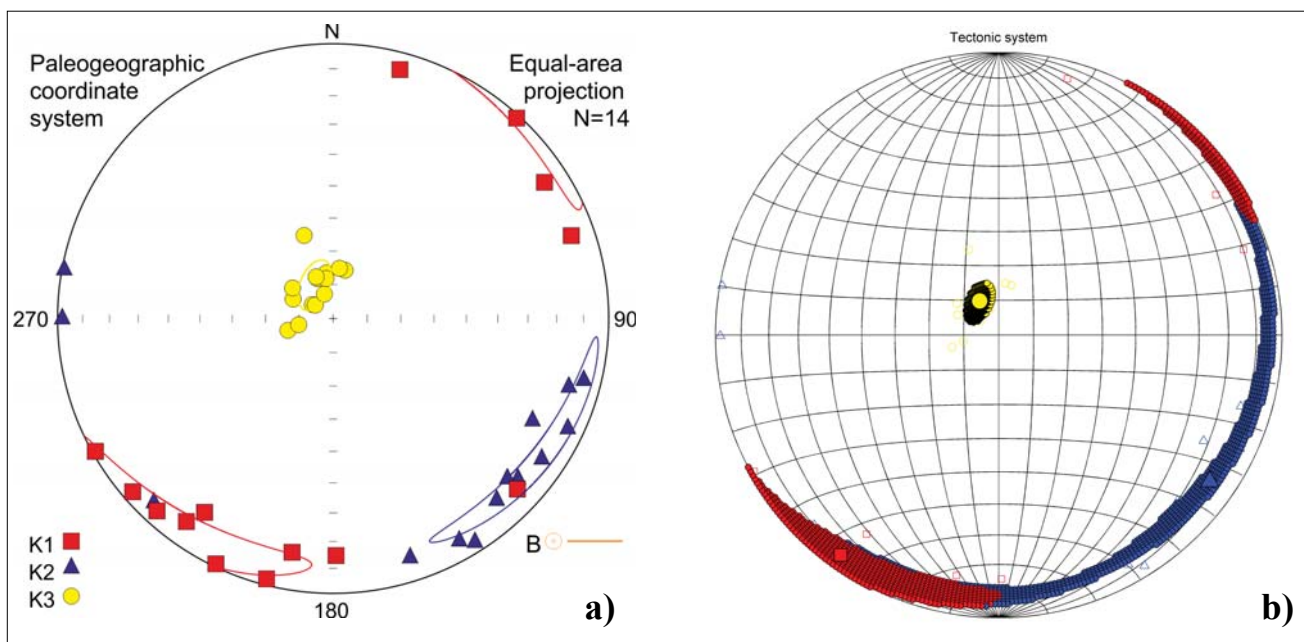 N
Paleogeographic
coordinate
system
Equal-area
projection
N=14
270
90
K1
K2
K3
B
180
a)
Tectonic system
b)